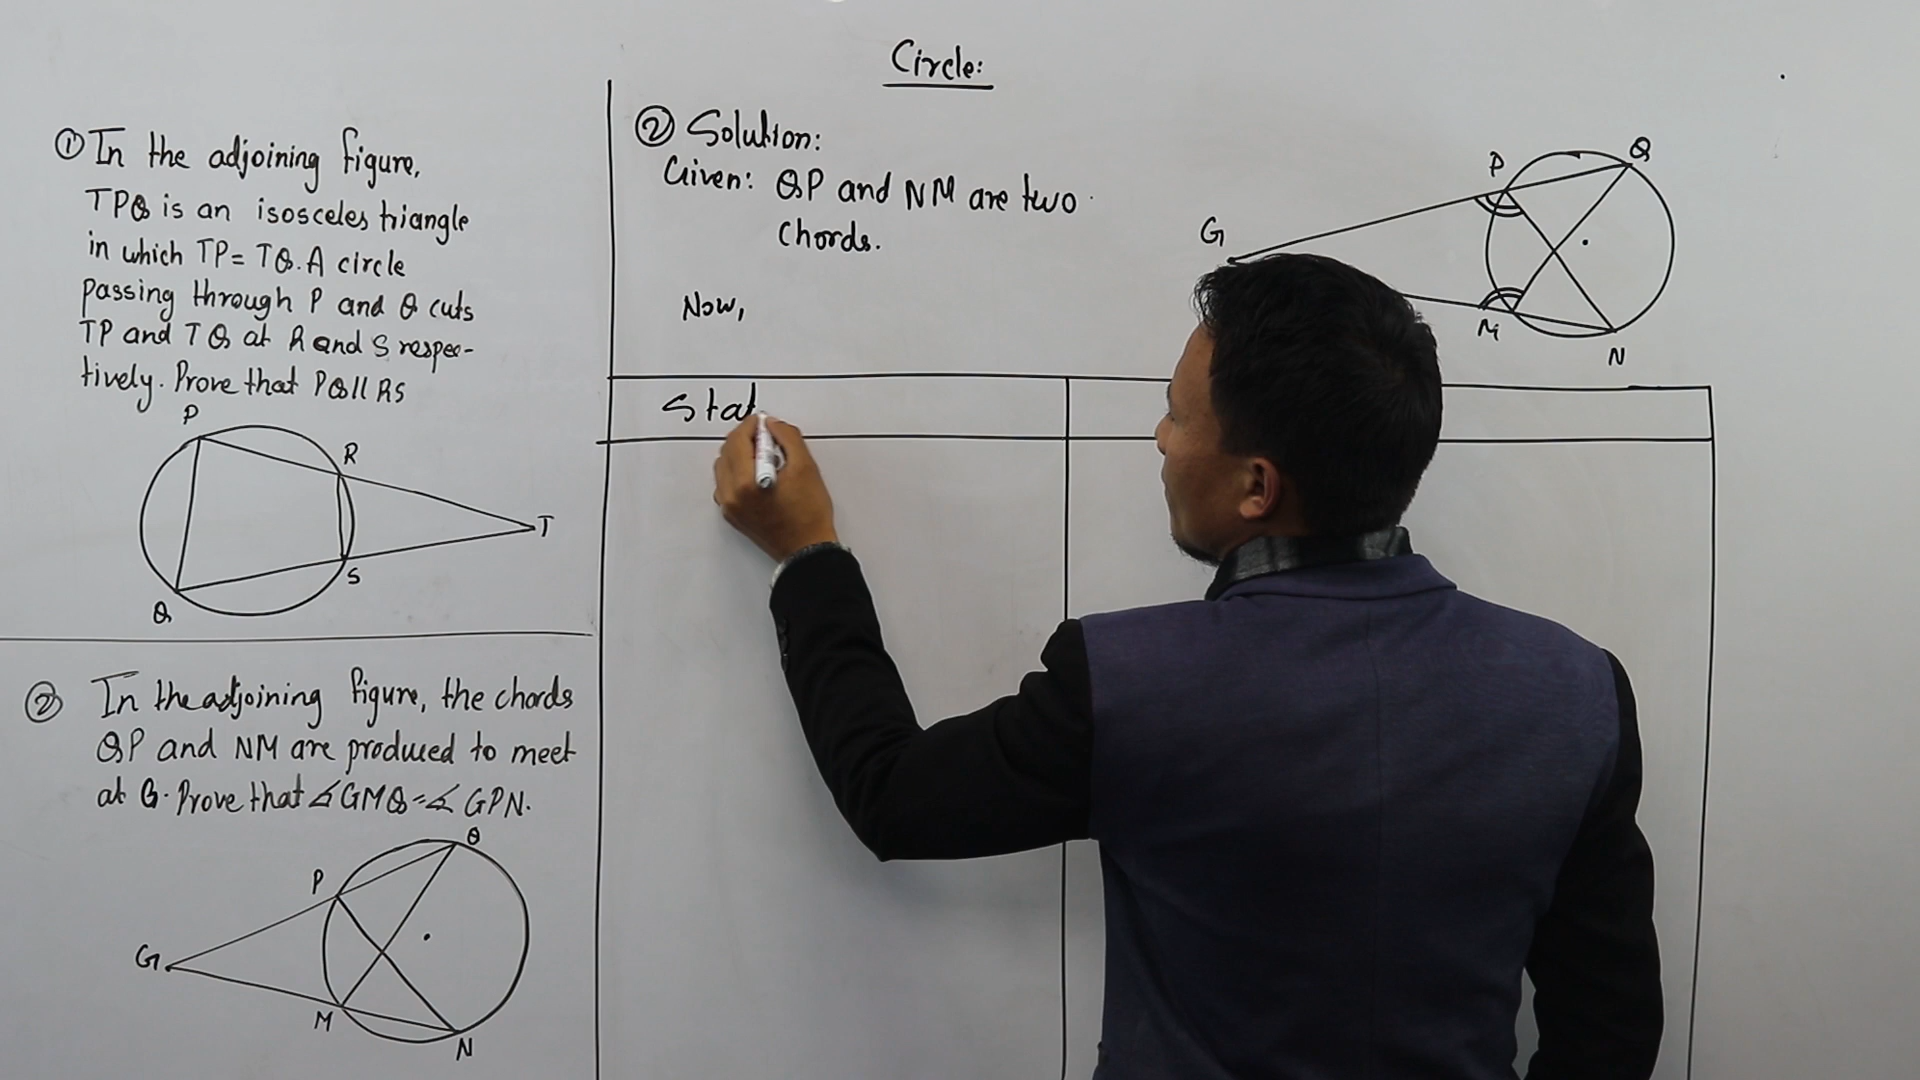 Circle:
① In the adjoining figure,
TPQ is an isosceles triangle
in which TP = TQ. A circle
passing through P and Q cuts
TP and TQ at R and S respec-
tively. Prove that PQ || RS
P
R
T
S
Q
② In the adjoining figure, the chords
QP and NM are produced to meet
at G. Prove that ∡GMQ = ∡GPN.
Q
P
G
M
N
② Solution:
Given: QP and NM are two
chords.
Now,
Q
P
G
M
N
Stat